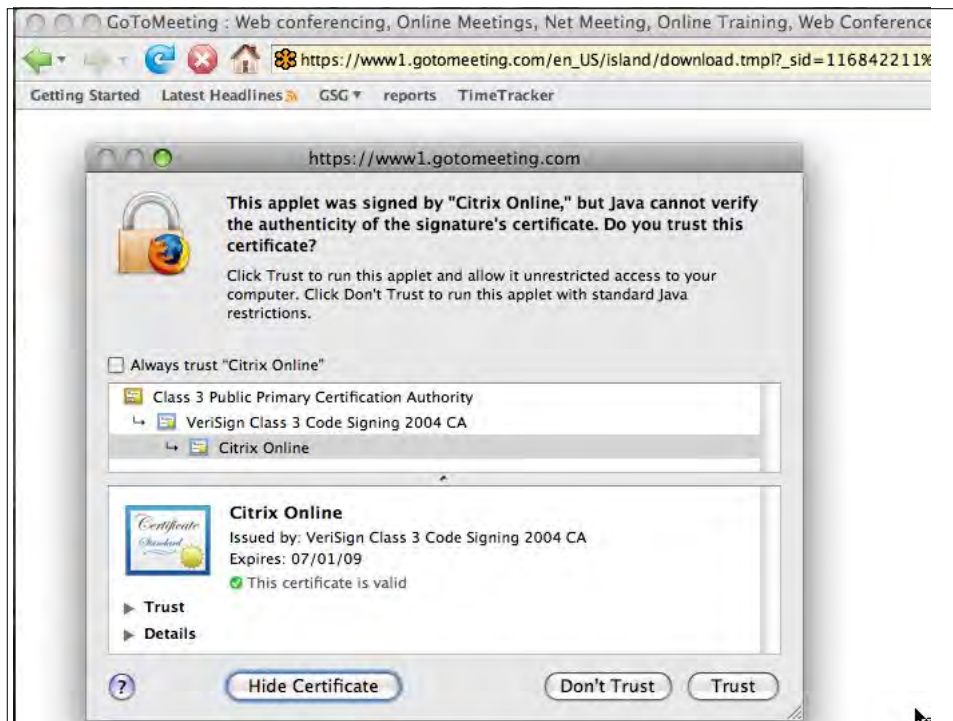 GoToMeeting : Web conferencing, Online Meetings, Net Meeting, Online Training, Web Conference
https://www1.gotomeeting.com/en_US/island/download.tmpl?_sid=116842211%
Getting Started Latest Headlines GSG reports TimeTracker
https://www1.gotomeeting.com
This applet was signed by "Citrix Online," but Java cannot verify
the authenticity of the signature's certificate. Do you trust this
certificate?
Click Trust to run this applet and allow it unrestricted access to your
computer. Click Don't Trust to run this applet with standard Java
restrictions.
Always trust "Citrix Online"
Class 3 Public Primary Certification Authority
VeriSign Class 3 Code Signing 2004 CA
Citrix Online
Certificate
Standard
Citrix Online
Issued by: VeriSign Class 3 Code Signing 2004 CA
Expires: 07/01/09
This certificate is valid
Trust
Details
?
Hide Certificate
Don't Trust
Trust